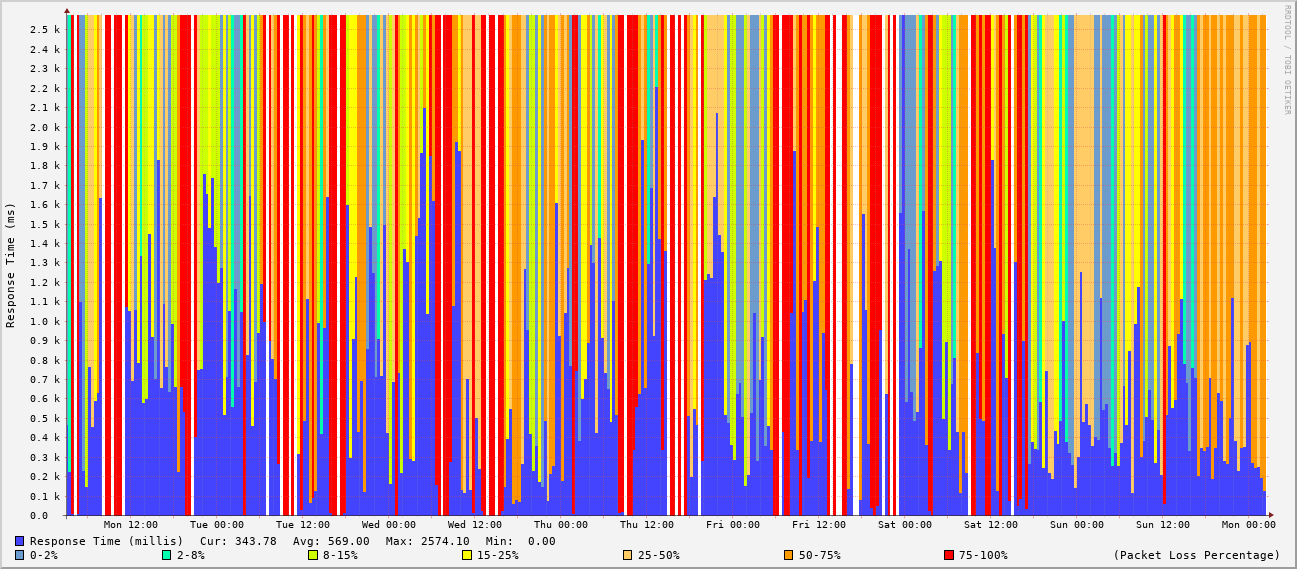 RRDTOOL / TOBI OETIKER
Response Time (ms)
2.5 k
2.4 k
2.3 k
2.2 k
2.1 k
2.0 k
1.9 k
1.8 k
1.7 k
1.6 k
1.5 k
1.4 k
1.3 k
1.2 k
1.1 k
1.0 k
0.9 k
0.8 k
0.7 k
0.6 k
0.5 k
0.4 k
0.3 k
0.2 k
0.1 k
0.0
Mon 12:00 Tue 00:00 Tue 12:00 Wed 00:00 Wed 12:00 Thu 00:00 Thu 12:00 Fri 00:00 Fri 12:00 Sat 00:00 Sat 12:00 Sun 00:00 Sun 12:00 Mon 00:00
Response Time (millis) Cur: 343.78 Avg: 569.00 Max: 2574.10 Min: 0.00
0-2% 2-8% 8-15% 15-25% 25-50% 50-75% 75-100% (Packet Loss Percentage)